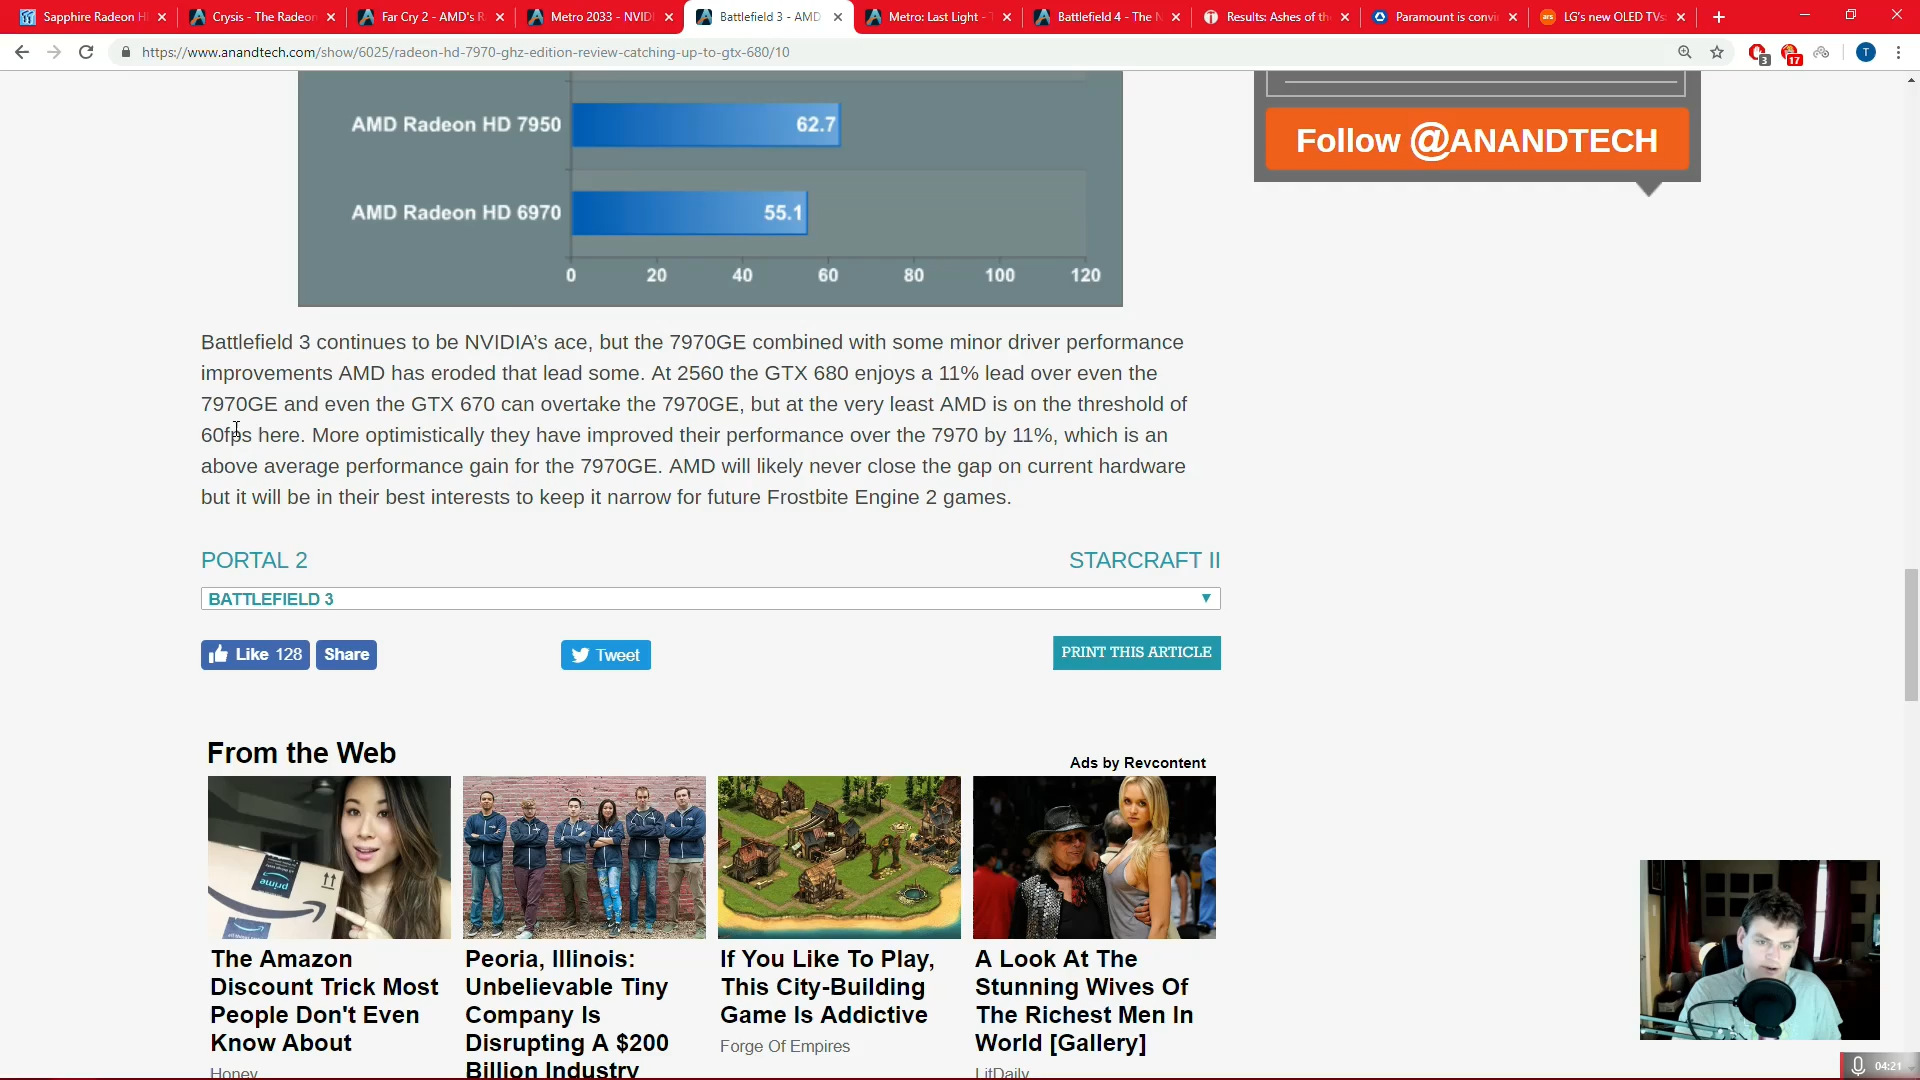 Sapphire Radeon H
Crysis - The Radeon
Far Cry 2 - AMD's R
Metro 2033 - NVIDI
Battlefield 3 - AMD
Metro: Last Light - T
Battlefield 4 - The N
Results: Ashes of th
Paramount is convi
LG's new OLED TVs
https://www.anandtech.com/show/6025/radeon-hd-7970-ghz-edition-review-catching-up-to-gtx-680/10
3
17
T
AMD Radeon HD 7950
62.7
AMD Radeon HD 6970
55.1
0 20 40 60 80 100 120
Follow @ANANDTECH
Battlefield 3 continues to be NVIDIA's ace, but the 7970GE combined with some minor driver performance
improvements AMD has eroded that lead some. At 2560 the GTX 680 enjoys a 11% lead over even the
7970GE and even the GTX 670 can overtake the 7970GE, but at the very least AMD is on the threshold of
60fps here. More optimistically they have improved their performance over the 7970 by 11%, which is an
above average performance gain for the 7970GE. AMD will likely never close the gap on current hardware
but it will be in their best interests to keep it narrow for future Frostbite Engine 2 games.
PORTAL 2
STARCRAFT II
BATTLEFIELD 3
Like 128
Share
Tweet
PRINT THIS ARTICLE
From the Web
Ads by Revcontent
prime
The Amazon
Discount Trick Most
People Don't Even
Know About
Honey
Peoria, Illinois:
Unbelievable Tiny
Company Is
Disrupting A $200
Billion Industry
If You Like To Play,
This City-Building
Game Is Addictive
Forge Of Empires
A Look At The
Stunning Wives Of
The Richest Men In
World [Gallery]
LitDaily
04:21